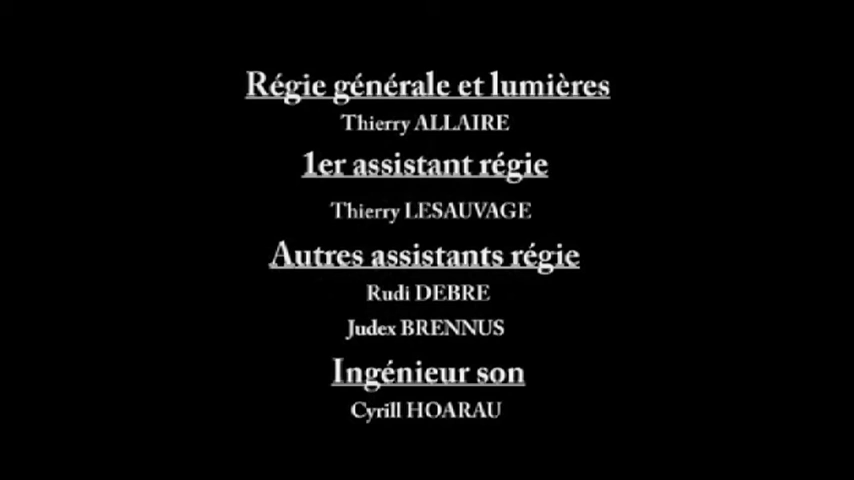 Régie générale et lumières
Thierry ALLAIRE
1er assistant régie
Thierry LESAUVAGE
Autres assistants régie
Rudi DEBRE
Judex BRENNUS
Ingénieur son
Cyrill HOARAU